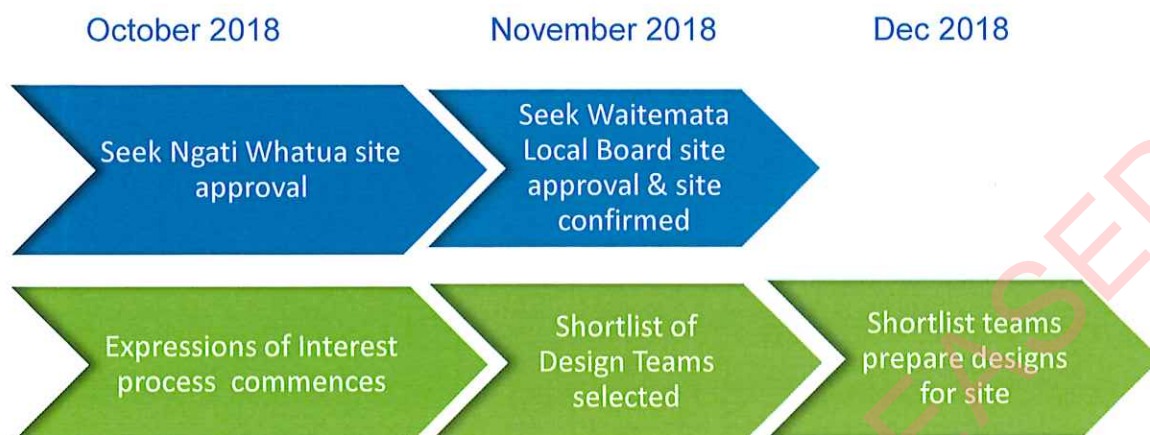 October 2018
November 2018
Dec 2018
Seek Ngati Whatua site
approval
Seek Waitemata
Local Board site
approval & site
confirmed
Expressions of Interest
process commences
Shortlist of
Design Teams
selected
Shortlist teams
prepare designs
for site